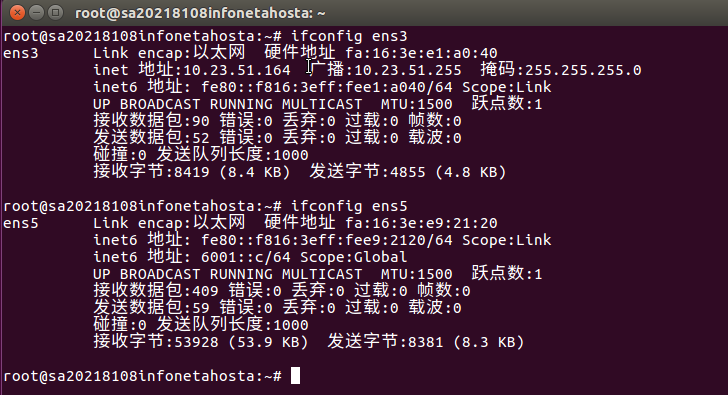 root@sa20218108infonetahosta: ~
root@sa20218108infonetahosta:~# ifconfig ens3
ens3      Link encap:以太网  硬件地址 fa:16:3e:e1:a0:40
          inet 地址:10.23.51.164  广播:10.23.51.255  掩码:255.255.255.0
          inet6 地址: fe80::f816:3eff:fee1:a040/64 Scope:Link
          UP BROADCAST RUNNING MULTICAST  MTU:1500  跃点数:1
          接收数据包:90 错误:0 丢弃:0 过载:0 帧数:0
          发送数据包:52 错误:0 丢弃:0 过载:0 载波:0
          碰撞:0 发送队列长度:1000
          接收字节:8419 (8.4 KB)  发送字节:4855 (4.8 KB)
root@sa20218108infonetahosta:~# ifconfig ens5
ens5      Link encap:以太网  硬件地址 fa:16:3e:e9:21:20
          inet6 地址: fe80::f816:3eff:fee9:2120/64 Scope:Link
          inet6 地址: 6001::c/64 Scope:Global
          UP BROADCAST RUNNING MULTICAST  MTU:1500  跃点数:1
          接收数据包:409 错误:0 丢弃:0 过载:0 帧数:0
          发送数据包:59 错误:0 丢弃:0 过载:0 载波:0
          碰撞:0 发送队列长度:1000
          接收字节:53928 (53.9 KB)  发送字节:8381 (8.3 KB)
root@sa20218108infonetahosta:~#